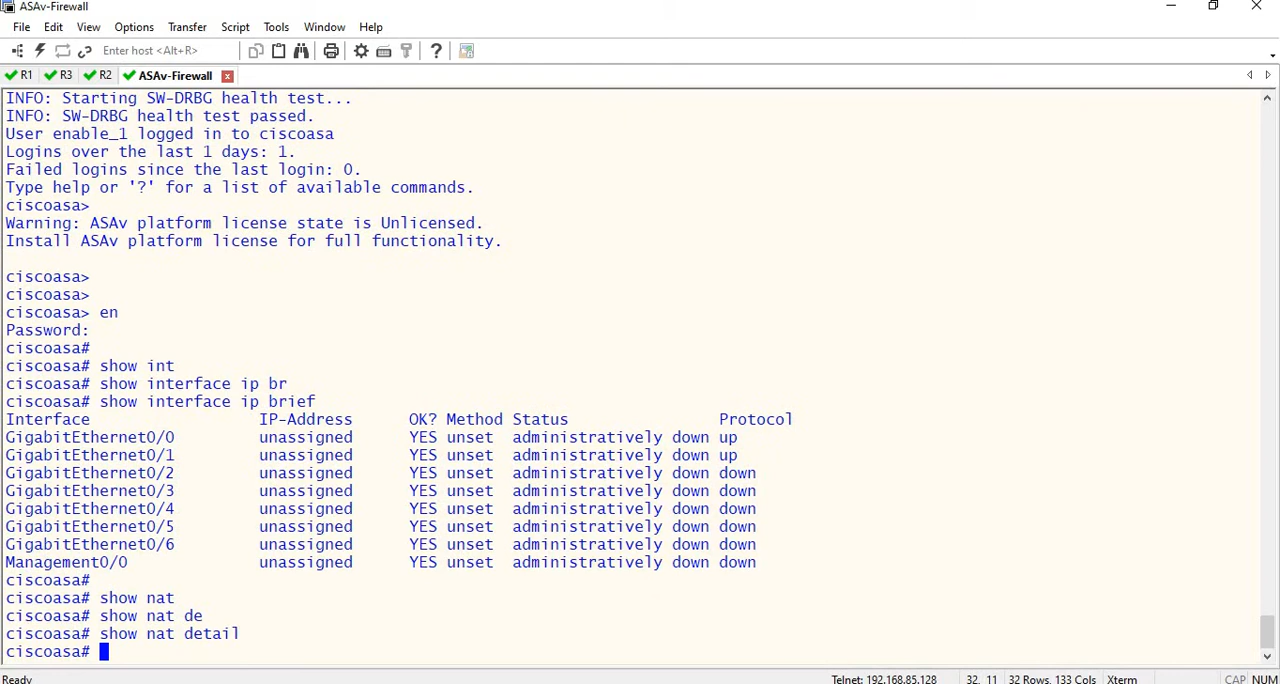 ASAv-Firewall
File Edit View Options Transfer Script Tools Window Help
Enter host <Alt+R>
R1 R3 R2 ASAv-Firewall
INFO: Starting SW-DRBG health test...
INFO: SW-DRBG health test passed.
User enable_1 logged in to ciscoasa
Logins over the last 1 days: 1.
Failed logins since the last login: 0.
Type help or '?' for a list of available commands.
ciscoasa>
Warning: ASAv platform license state is Unlicensed.
Install ASAv platform license for full functionality.
ciscoasa>
ciscoasa>
ciscoasa> en
Password:
ciscoasa#
ciscoasa# show int
ciscoasa# show interface ip br
ciscoasa# show interface ip brief
Interface IP-Address OK? Method Status Protocol
GigabitEthernet0/0 unassigned YES unset administratively down up
GigabitEthernet0/1 unassigned YES unset administratively down up
GigabitEthernet0/2 unassigned YES unset administratively down down
GigabitEthernet0/3 unassigned YES unset administratively down down
GigabitEthernet0/4 unassigned YES unset administratively down down
GigabitEthernet0/5 unassigned YES unset administratively down down
GigabitEthernet0/6 unassigned YES unset administratively down down
Management0/0 unassigned YES unset administratively down down
ciscoasa#
ciscoasa# show nat
ciscoasa# show nat de
ciscoasa# show nat detail
ciscoasa#
Ready Telnet: 192.168.85.128 32, 11 32 Rows, 133 Cols Xterm CAP NUM